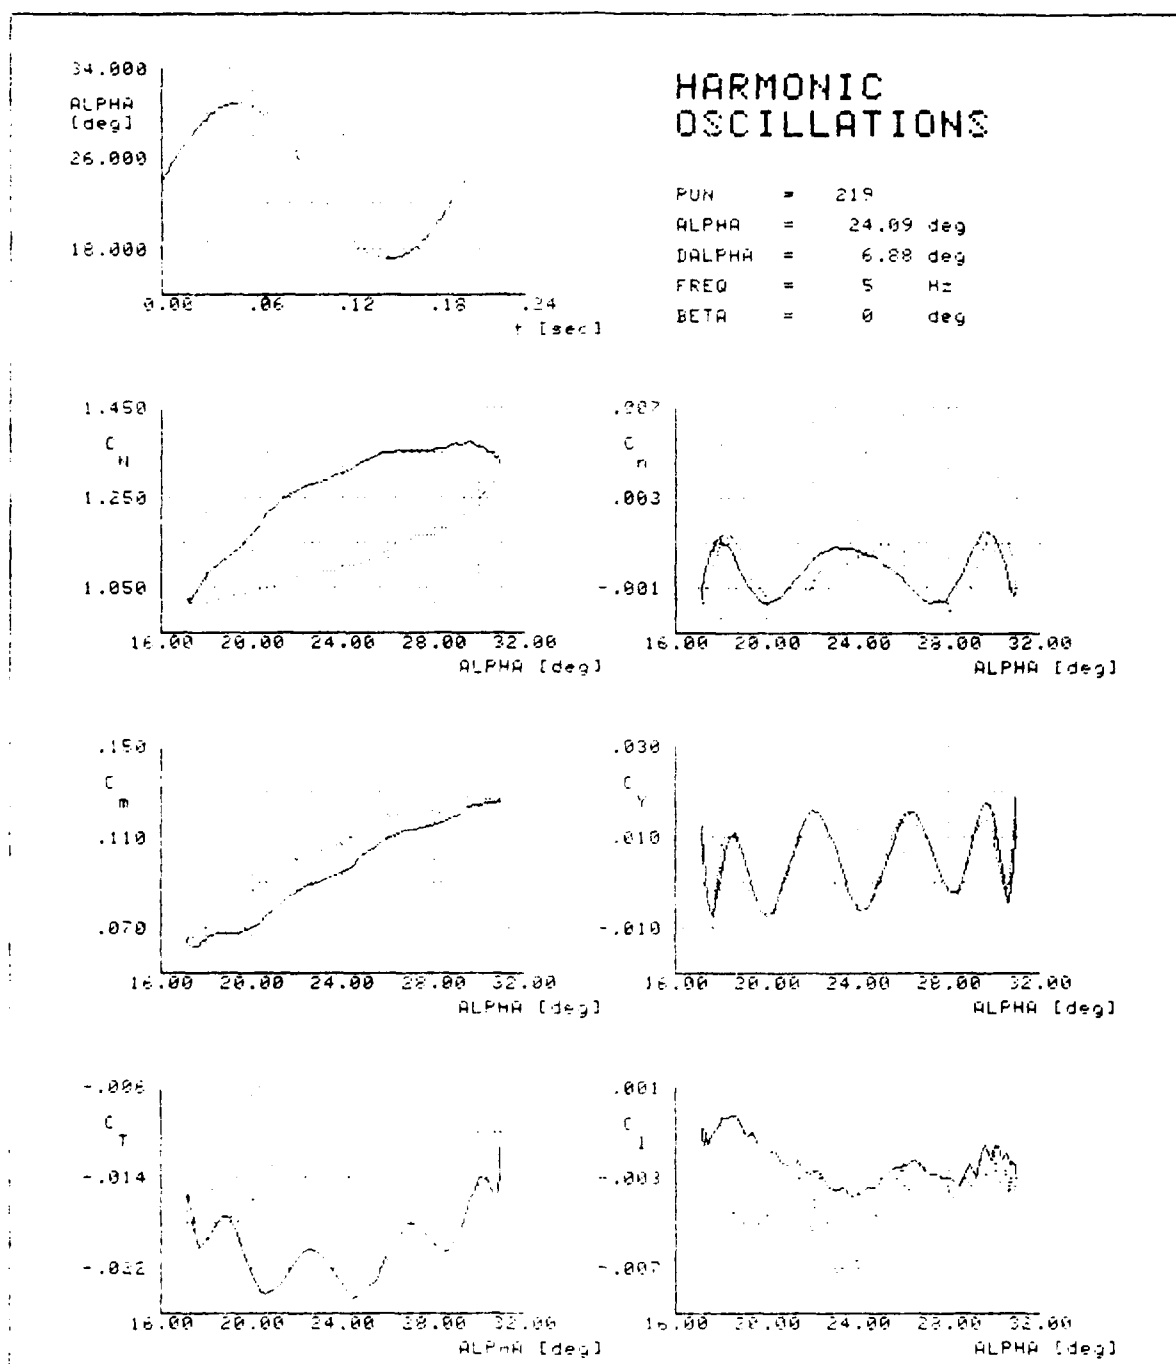 HARMONIC
OSCILLATIONS
RUN = 219
ALPHA = 24.09 deg
DALPHA = 6.88 deg
FREQ = 5 Hz
BETA = 0 deg
34.000
ALPHA
[deg]
26.000
18.000
0.00 .06 .12 .18 .24
t [sec]
1.450
C N
1.250
1.050
16.00 20.00 24.00 28.00 32.00
ALPHA [deg]
.007
C n
.003
-.001
16.00 20.00 24.00 28.00 32.00
ALPHA [deg]
.150
C m
.110
.070
16.00 20.00 24.00 28.00 32.00
ALPHA [deg]
.030
C Y
.010
-.010
16.00 20.00 24.00 28.00 32.00
ALPHA [deg]
-.006
C T
-.014
-.022
16.00 20.00 24.00 28.00 32.00
ALPHA [deg]
.001
C l
-.003
-.007
16.00 20.00 24.00 28.00 32.00
ALPHA [deg]